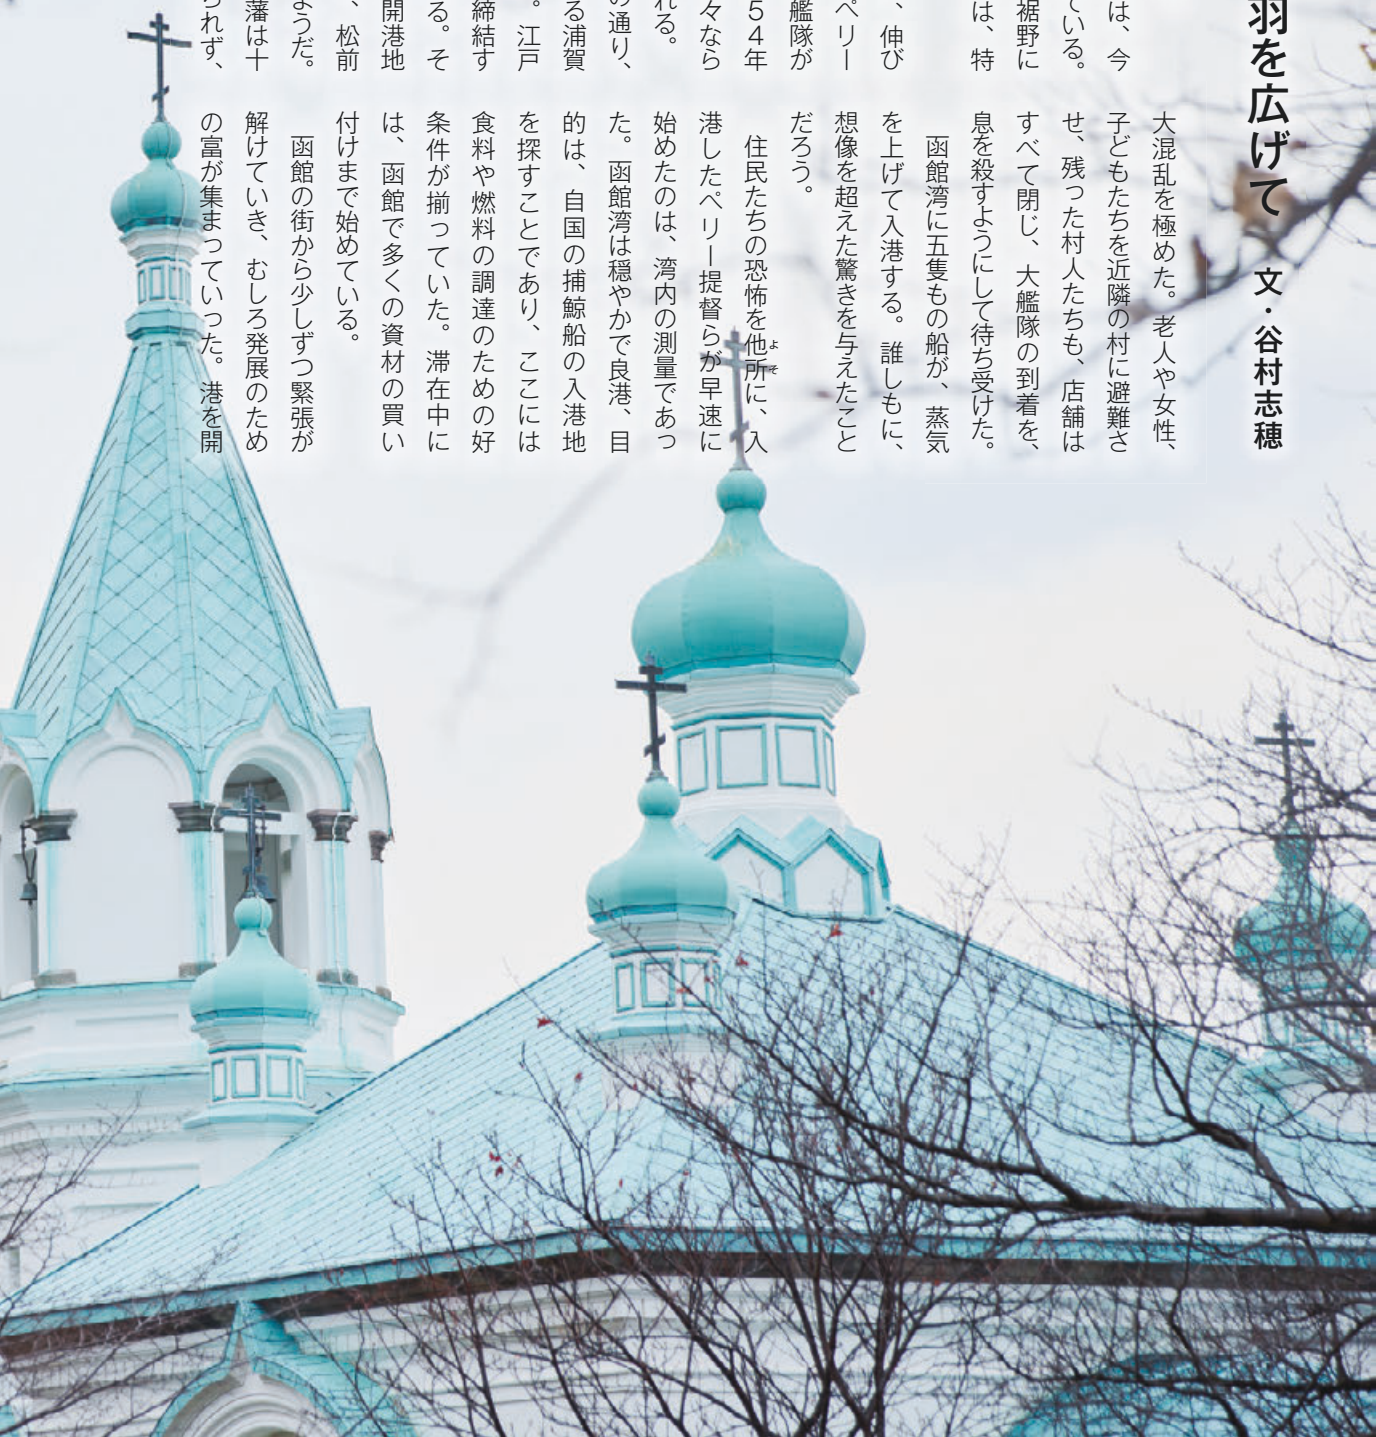 羽を広げて 文・谷村志穂
は、今
ている。
裾野に
は、特
、伸び
ペリー
艦隊が
54年
々なら
れる。
の通り、
る浦賀
。江戸
締結す
る。そ
開港地
、松前
ようだ。
藩は十
られず、
大混乱を極めた。老人や女性、
子どもたちを近隣の村に避難さ
せ、残った村人たちも、店舗は
すべて閉じ、大艦隊の到着を、
息を殺すようにして待ち受けた。
函館湾に五隻もの船が、蒸気
を上げて入港する。誰しもに、
想像を超えた驚きを与えたこと
だろう。
住民たちの恐怖を他所に、入
よそ
港したペリー提督らが早速に
始めたのは、湾内の測量であっ
た。函館湾は穏やかで良港、目
的は、自国の捕鯨船の入港地
を探すことであり、ここには
食料や燃料の調達のための好
条件が揃っていた。滞在中に
は、函館で多くの資材の買い
付けまで始めている。
函館の街から少しずつ緊張が
解けていき、むしろ発展のため
の富が集まっていった。港を開